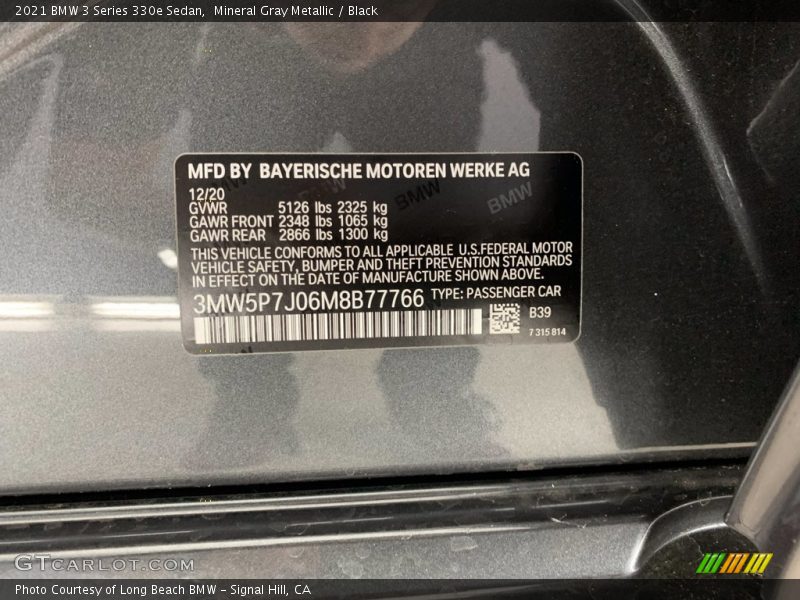 2021 BMW 3 Series 330e Sedan, Mineral Gray Metallic / Black
MFD BY BAYERISCHE MOTOREN WERKE AG
12/20
GVWR 5126 lbs 2325 kg
GAWR FRONT 2348 lbs 1065 kg
GAWR REAR 2866 lbs 1300 kg
THIS VEHICLE CONFORMS TO ALL APPLICABLE U.S.FEDERAL MOTOR
VEHICLE SAFETY, BUMPER AND THEFT PREVENTION STANDARDS
IN EFFECT ON THE DATE OF MANUFACTURE SHOWN ABOVE.
3MW5P7J06M8B77766 TYPE: PASSENGER CAR
B39
7 315 814
BMW BMW
GTCARLOT.COM
Photo Courtesy of Long Beach BMW - Signal Hill, CA